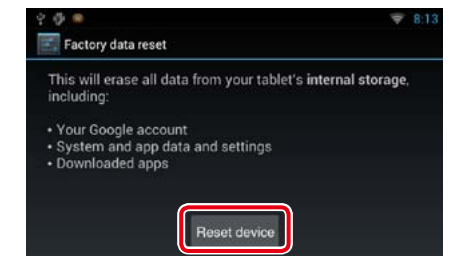 8:13
Factory data reset
This will erase all data from your tablet's internal storage,
including:
• Your Google account
• System and app data and settings
• Downloaded apps
Reset device